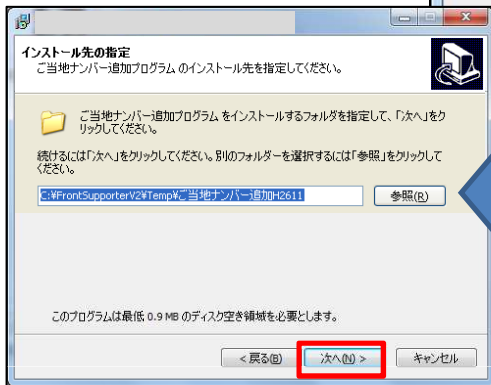 インストール先の指定
ご当地ナンバー追加プログラム のインストール先を指定してください。
ご当地ナンバー追加プログラム をインストールするフォルダを指定して、「次へ」をク
リックしてください。
続けるには「次へ」をクリックしてください。別のフォルダーを選択するには「参照」をクリックして
ください。
C:¥FrontSupporterV2¥Temp¥ご当地ナンバー追加H2611
参照(R)
このプログラムは最低 0.9 MB のディスク空き領域を必要とします。
< 戻る(B)
次へ(N) >
キャンセル